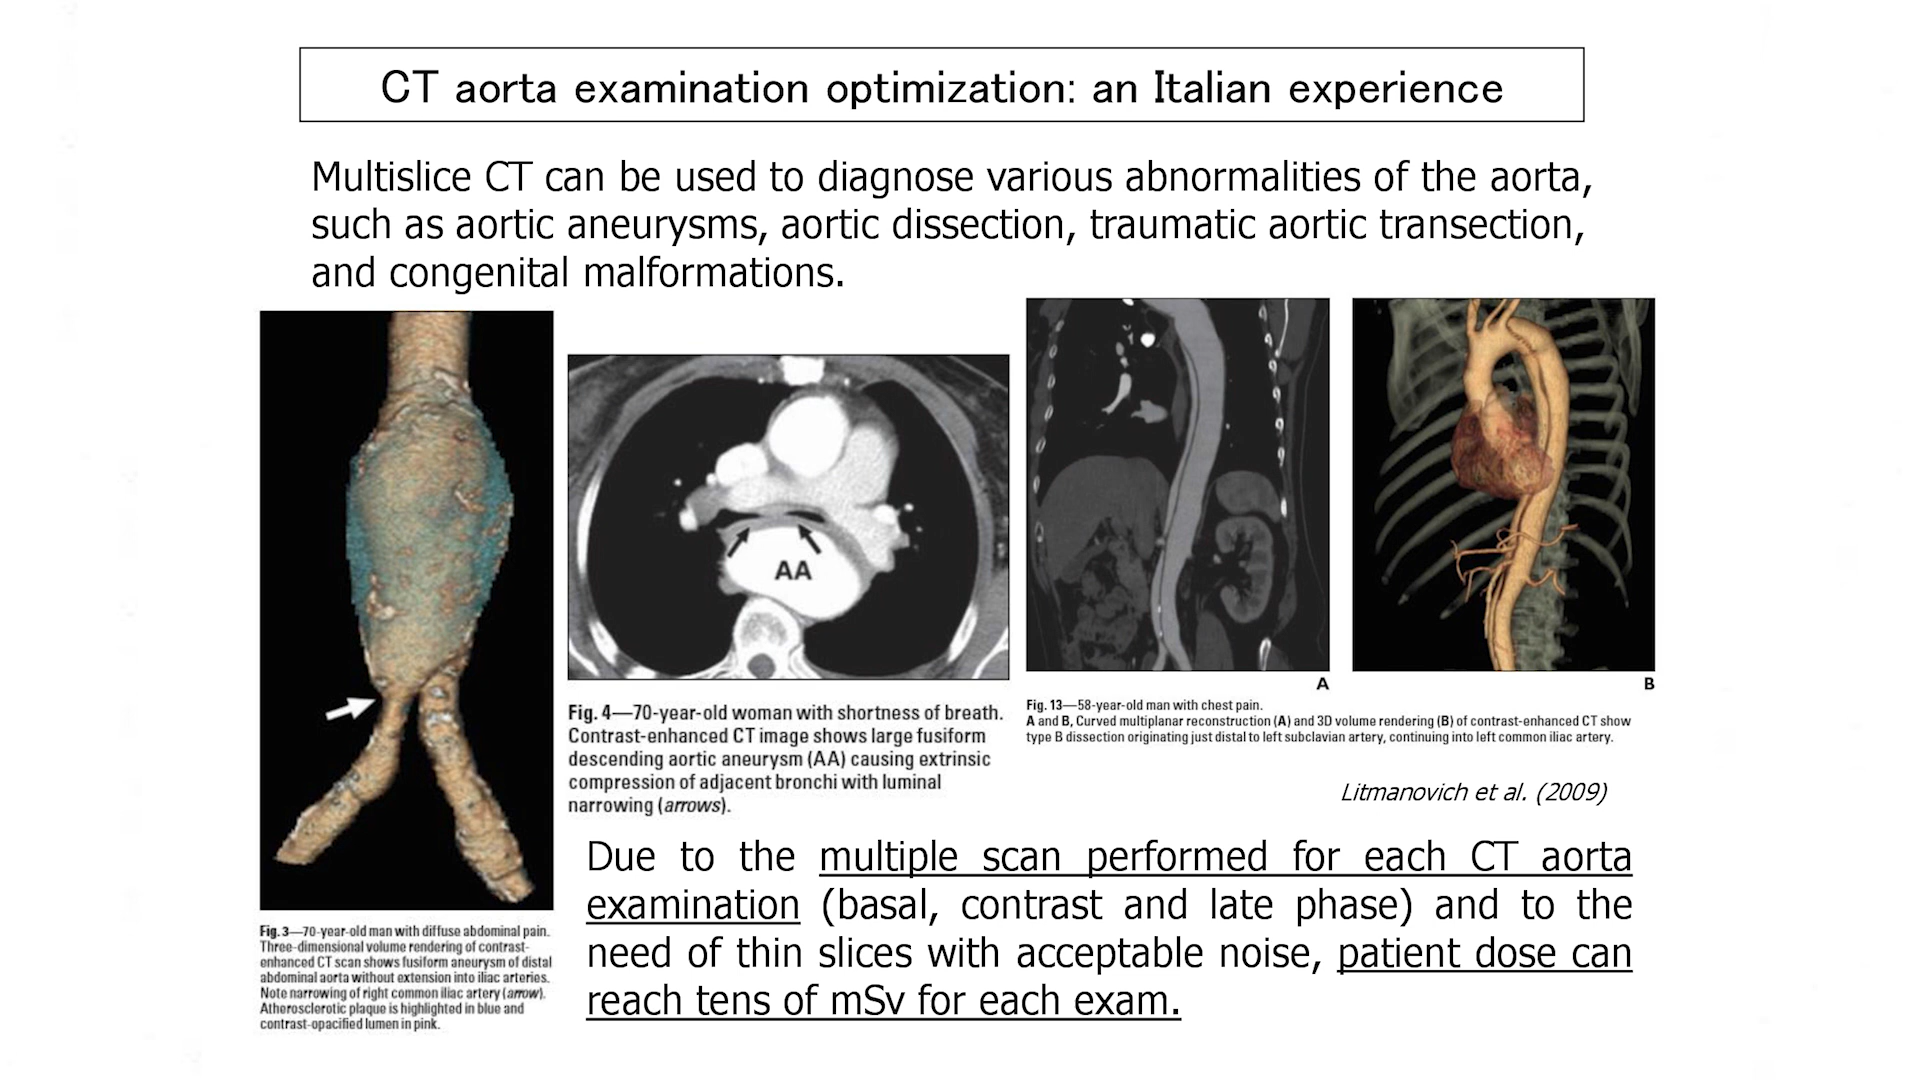 CT aorta examination optimization: an Italian experience
Multislice CT can be used to diagnose various abnormalities of the aorta,
such as aortic aneurysms, aortic dissection, traumatic aortic transection,
and congenital malformations.
AA
Fig. 4—70-year-old woman with shortness of breath.
Contrast-enhanced CT image shows large fusiform
descending aortic aneurysm (AA) causing extrinsic
compression of adjacent bronchi with luminal
narrowing (arrows).
A
B
Fig. 13—58-year-old man with chest pain.
A and B, Curved multiplanar reconstruction (A) and 3D volume rendering (B) of contrast-enhanced CT show
type B dissection originating just distal to left subclavian artery, continuing into left common iliac artery.
Litmanovich et al. (2009)
Fig. 3—70-year-old man with diffuse abdominal pain.
Three-dimensional volume rendering of contrast-
enhanced CT scan shows fusiform aneurysm of distal
abdominal aorta without extension into iliac arteries.
Note narrowing of right common iliac artery (arrow).
Atherosclerotic plaque is highlighted in blue and
contrast-opacified lumen in pink.
Due to the multiple scan performed for each CT aorta
examination (basal, contrast and late phase) and to the
need of thin slices with acceptable noise, patient dose can
reach tens of mSv for each exam.